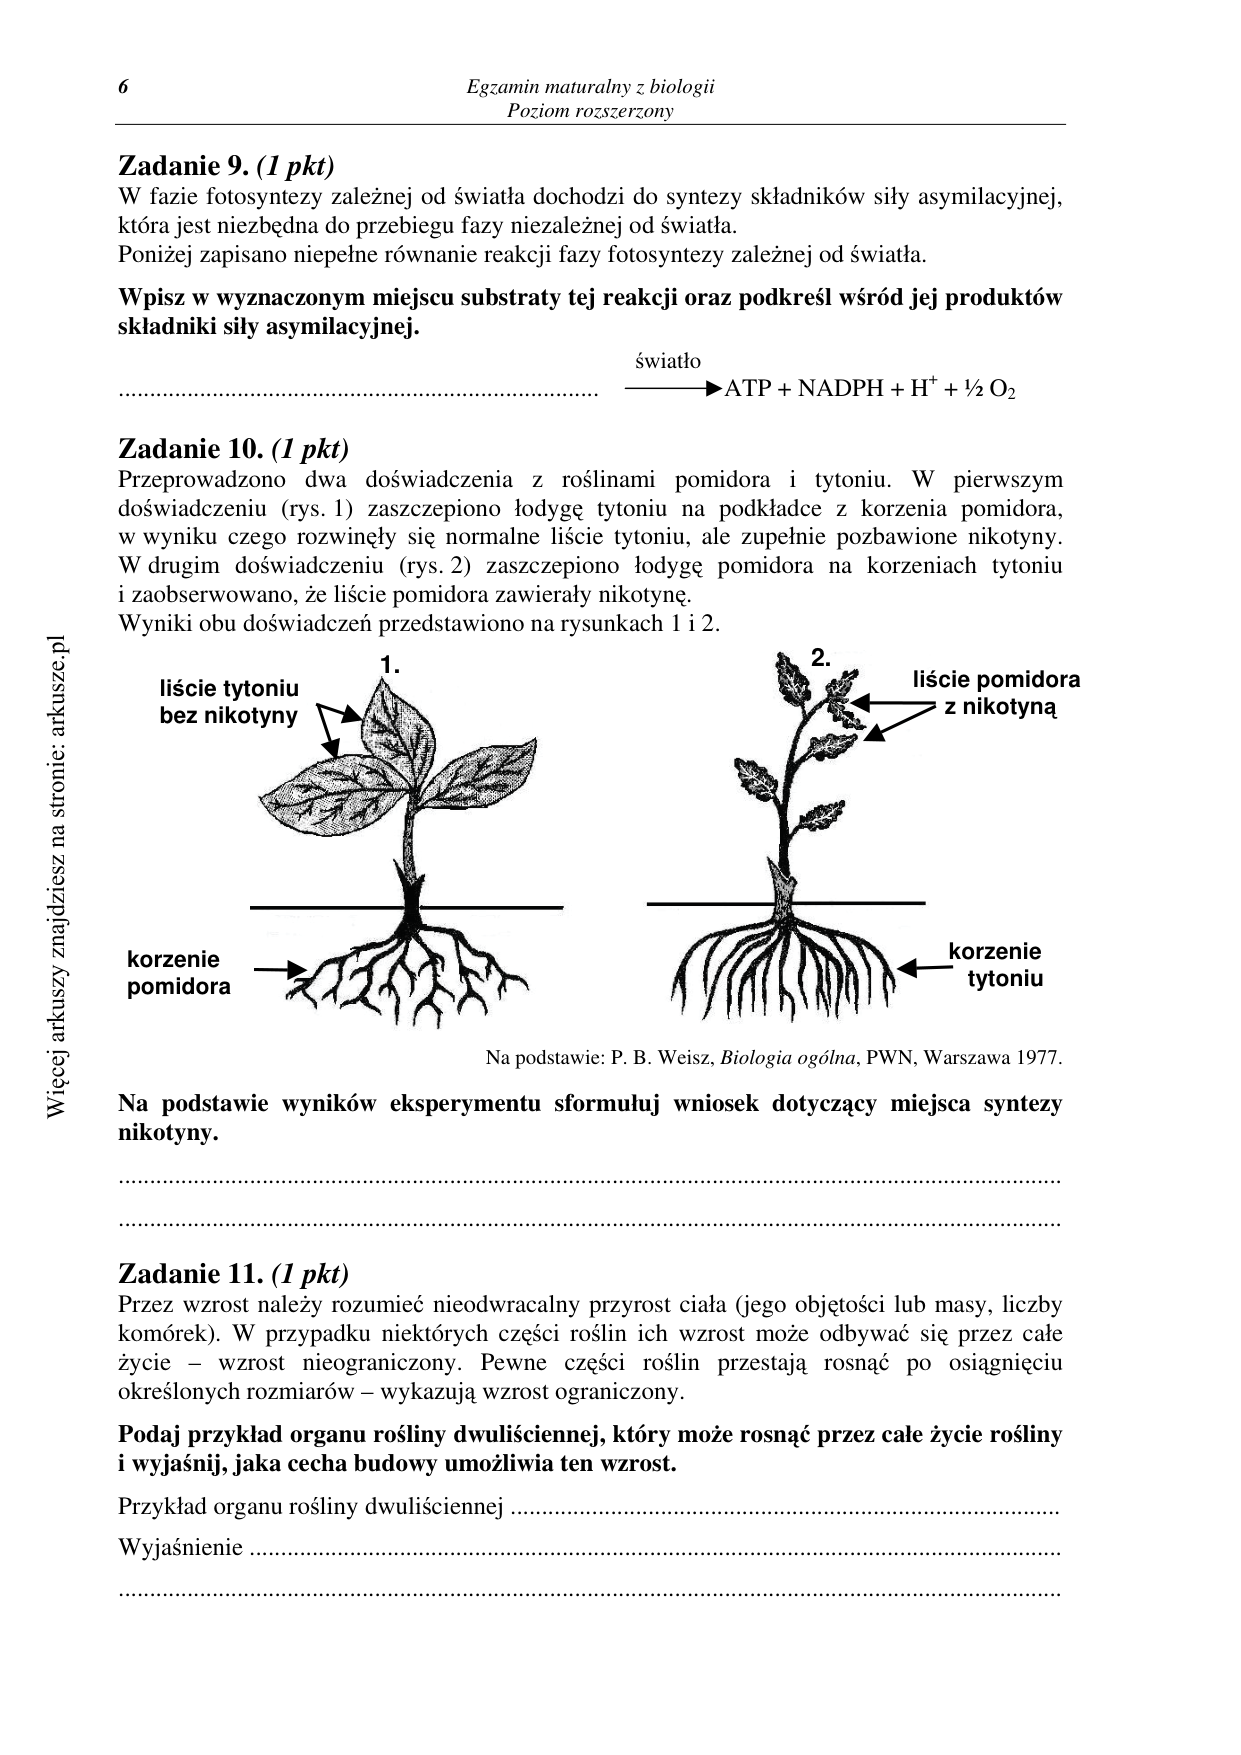 6
Egzamin maturalny z biologii
Poziom rozszerzony
Zadanie 9. (1 pkt)
W fazie fotosyntezy zależnej od światła dochodzi do syntezy składników siły asymilacyjnej,
która jest niezbędna do przebiegu fazy niezależnej od światła.
Poniżej zapisano niepełne równanie reakcji fazy fotosyntezy zależnej od światła.
Wpisz w wyznaczonym miejscu substraty tej reakcji oraz podkreśl wśród jej produktów
składniki siły asymilacyjnej.
światło
............................................................................. ATP + NADPH + H⁺ + ½ O₂
Zadanie 10. (1 pkt)
Przeprowadzono dwa doświadczenia z roślinami pomidora i tytoniu. W pierwszym
doświadczeniu (rys. 1) zaszczepiono łodygę tytoniu na podkładce z korzenia pomidora,
w wyniku czego rozwinęły się normalne liście tytoniu, ale zupełnie pozbawione nikotyny.
W drugim doświadczeniu (rys. 2) zaszczepiono łodygę pomidora na korzeniach tytoniu
i zaobserwowano, że liście pomidora zawierały nikotynę.
Wyniki obu doświadczeń przedstawiono na rysunkach 1 i 2.
1.
liście tytoniu
bez nikotyny
korzenie
pomidora
2.
liście pomidora
z nikotyną
korzenie
tytoniu
Na podstawie: P. B. Weisz, Biologia ogólna, PWN, Warszawa 1977.
Na podstawie wyników eksperymentu sformułuj wniosek dotyczący miejsca syntezy
nikotyny.
.......................................................................................................................................................
.......................................................................................................................................................
Zadanie 11. (1 pkt)
Przez wzrost należy rozumieć nieodwracalny przyrost ciała (jego objętości lub masy, liczby
komórek). W przypadku niektórych części roślin ich wzrost może odbywać się przez całe
życie – wzrost nieograniczony. Pewne części roślin przestają rosnąć po osiągnięciu
określonych rozmiarów – wykazują wzrost ograniczony.
Podaj przykład organu rośliny dwuliściennej, który może rosnąć przez całe życie rośliny
i wyjaśnij, jaka cecha budowy umożliwia ten wzrost.
Przykład organu rośliny dwuliściennej ........................................................................................
Wyjaśnienie ..................................................................................................................................
.......................................................................................................................................................
Więcej arkuszy znajdziesz na stronie: arkusze.pl